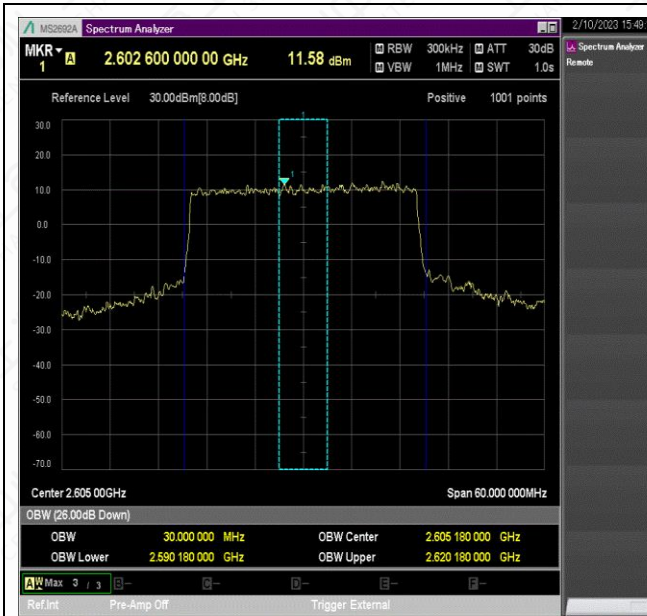 MS2692A Spectrum Analyzer 2/10/2023 15:49:
MKR 1 A 2.602 600 000 00 GHz 11.58 dBm M RBW 300kHz M ATT 30dB
M VBW 1MHz M SWT 1.0s
Spectrum Analyzer
Remote
Reference Level 30.00dBm[8.00dB] Positive 1001 points
30.0
20.0
1
10.0
0.0
-10.0
-20.0
-30.0
-40.0
-50.0
-60.0
-70.0
Center 2.605 00GHz Span 60.000 000MHz
OBW (26.00dB Down)
OBW 30.000 000 MHz OBW Center 2.605 180 000 GHz
OBW Lower 2.590 180 000 GHz OBW Upper 2.620 180 000 GHz
A W Max 3 / 3 B- C- D- E- F-
Ref.Int Pre-Amp Off Trigger External